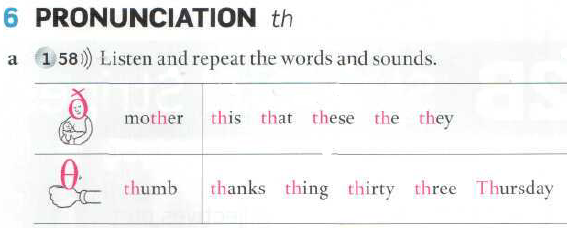 6 PRONUNCIATION th
a 1 58)) Listen and repeat the words and sounds.
ð mother this that these the they
θ thumb thanks thing thirty three Thursday